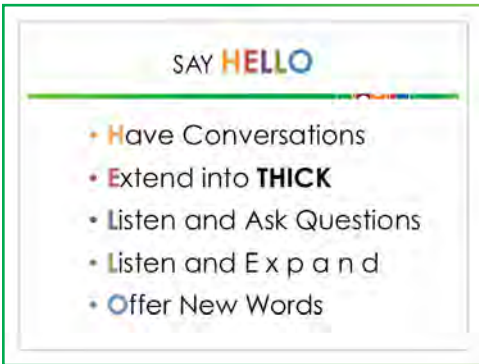 SAY HELLO
• Have Conversations
• Extend into THICK
• Listen and Ask Questions
• Listen and E x p a n d
• Offer New Words